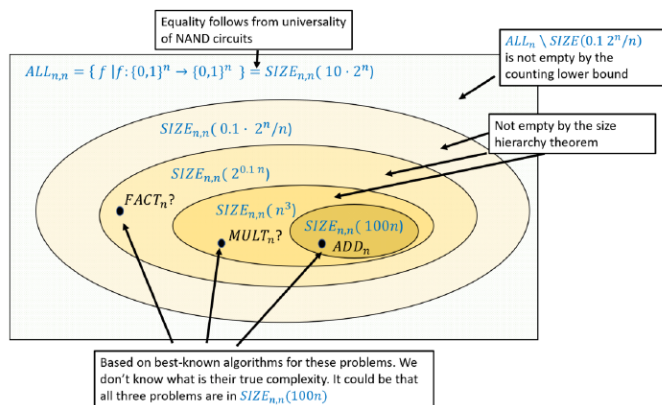 Equality follows from universality
of NAND circuits
ALL_{n,n} = { f | f: {0,1}^n → {0,1}^n } = SIZE_{n,n}( 10 · 2^n )
ALL_n \ SIZE(0.1 2^n/n)
is not empty by the
counting lower bound
SIZE_{n,n}(0.1 · 2^n/n)
Not empty by the size
hierarchy theorem
SIZE_{n,n}( 2^{0.1 n})
FACT_n?
SIZE_{n,n}( n^3)
SIZE_{n,n}( 100n)
MULT_n?
ADD_n
Based on best-known algorithms for these problems. We
don't know what is their true complexity. It could be that
all three problems are in SIZE_{n,n}(100n)